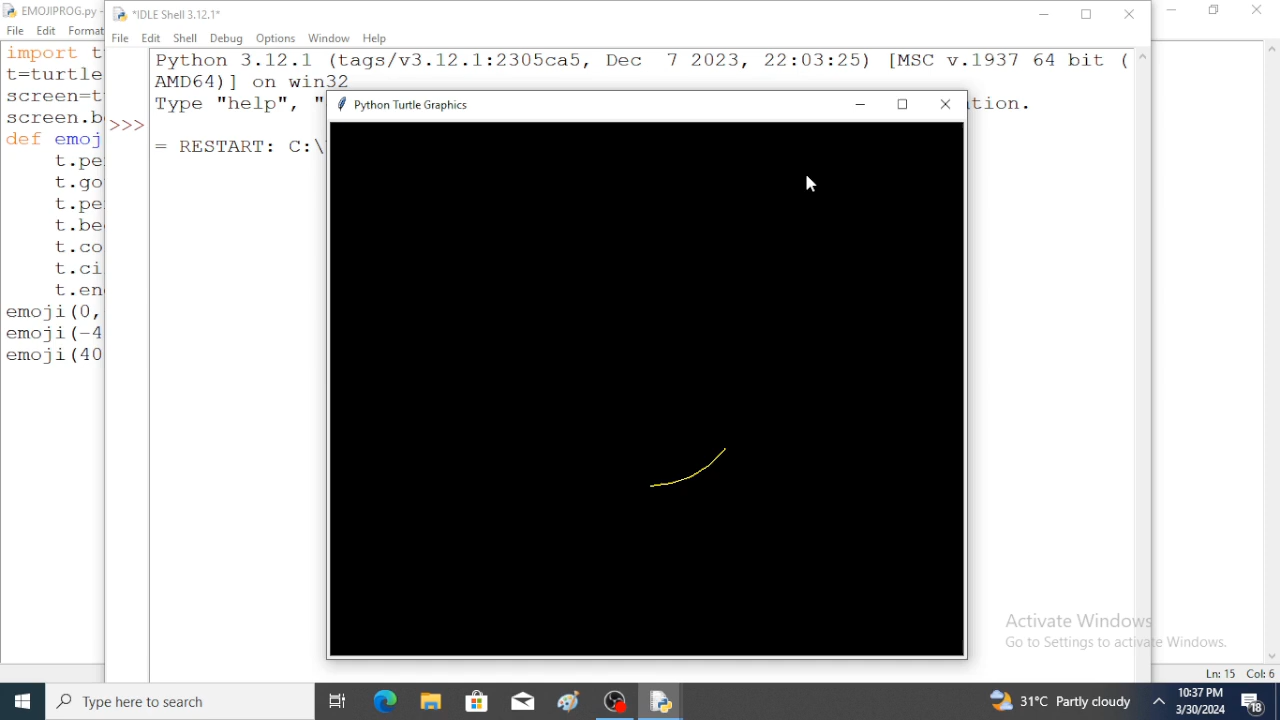 EMOJIPROG.py -
File Edit Format
import t
t=turtle
screen=t
screen.b
def emoj
t.pe
t.go
t.pe
t.be
t.co
t.ci
t.en
emoji(0,
emoji(-4
emoji(40
*IDLE Shell 3.12.1*
File Edit Shell Debug Options Window Help
Python 3.12.1 (tags/v3.12.1:2305ca5, Dec 7 2023, 22:03:25) [MSC v.1937 64 bit (
AMD64)] on win32
Type "help", " tion.
>>>
= RESTART: C:\
Python Turtle Graphics
Activate Windows
Go to Settings to activate Windows.
Ln: 15 Col: 6
Type here to search
31°C Partly cloudy
10:37 PM
3/30/2024
18